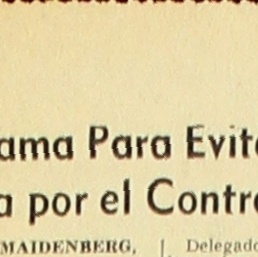 ama Para Evit
a por el Contr
MAIDENBERG, Delegado